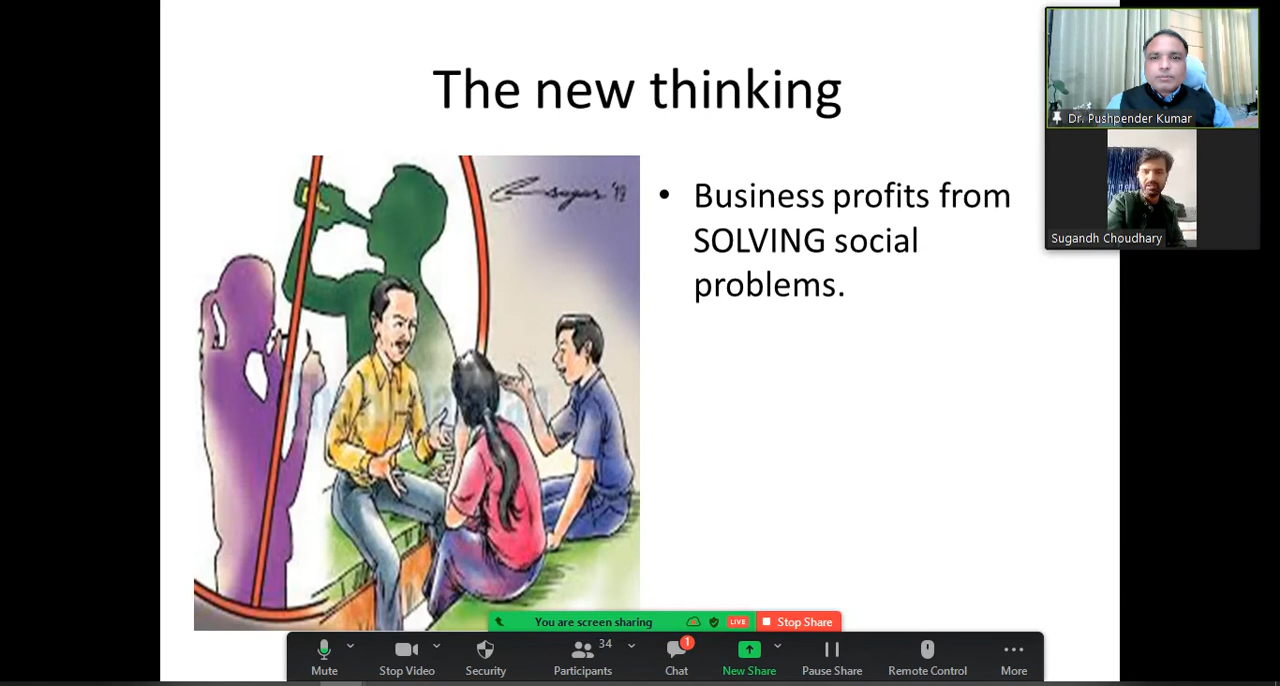 The new thinking
• Business profits from
SOLVING social
problems.
Dr. Pushpender Kumar
Sugandh Choudhary
You are screen sharing
LIVE
Stop Share
Mute
Stop Video
Security
34
Participants
1
Chat
New Share
Pause Share
Remote Control
More